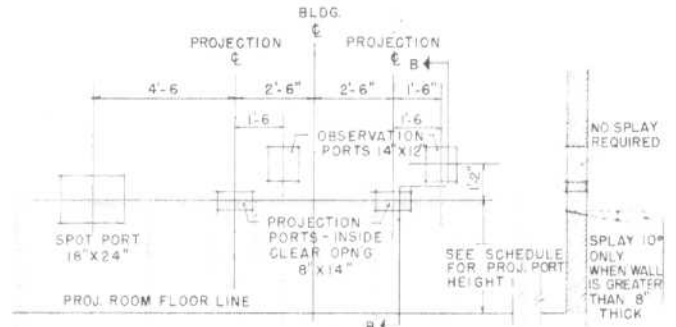 BLDG.
℄
PROJECTION
℄
PROJECTION
℄
B
4'-6
2'-6"
2'-6"
1'-6"
1'-6
1'-6
OBSERVATION
PORTS 14"X12"
NO SPLAY
REQUIRED
1'-2"
SPOT PORT
18"X24"
PROJECTION
PORTS-INSIDE
CLEAR OPN'G
8"X14"
SEE SCHEDULE
FOR PROJ. PORT
HEIGHT
SPLAY 10°
ONLY
WHEN WALL
IS GREATER
THAN 8"
THICK
PROJ. ROOM FLOOR LINE
B